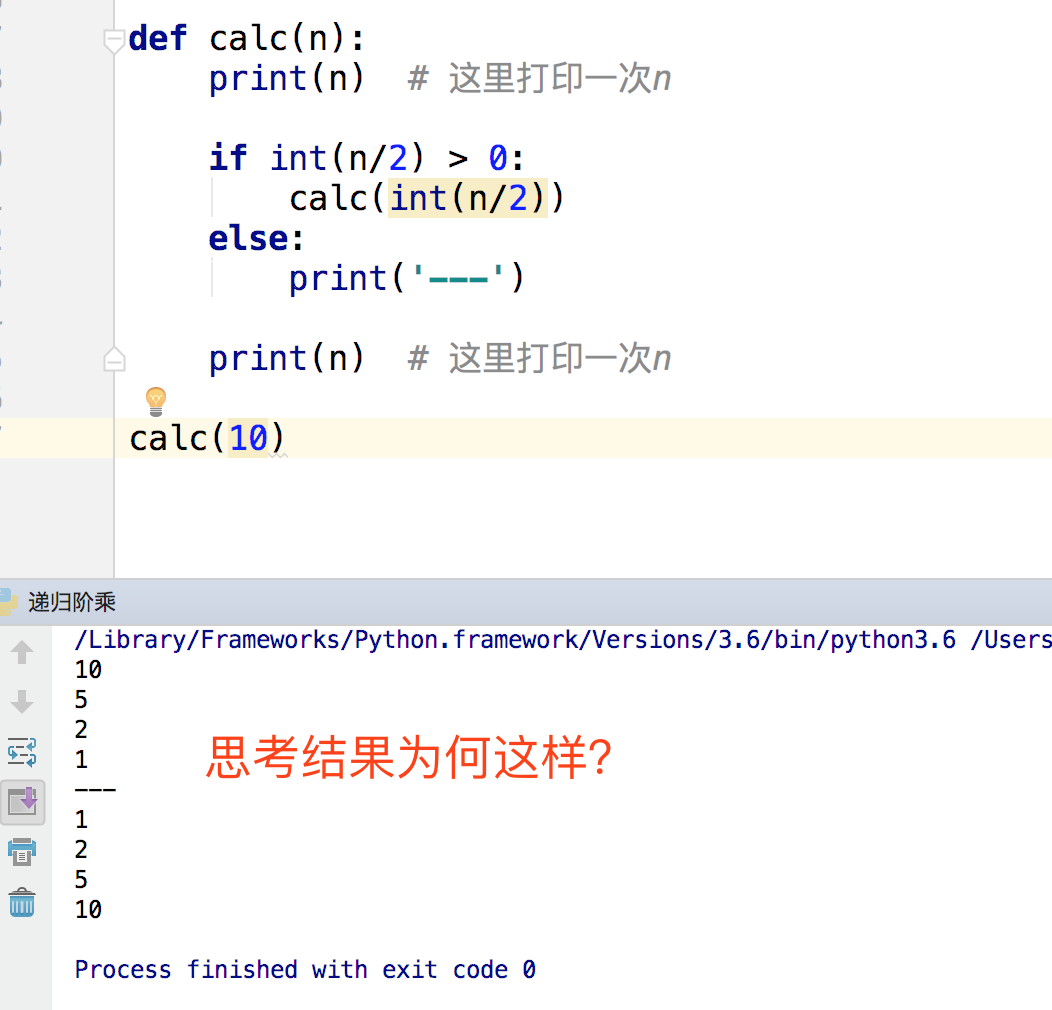 def calc(n):
print(n)  # 这里打印一次n
if int(n/2) > 0:
calc(int(n/2))
else:
print('---')
print(n)  # 这里打印一次n
calc(10)
递归阶乘
/Library/Frameworks/Python.framework/Versions/3.6/bin/python3.6 /Users
10
5
2
思考结果为何这样?
1
---
1
2
5
10
Process finished with exit code 0